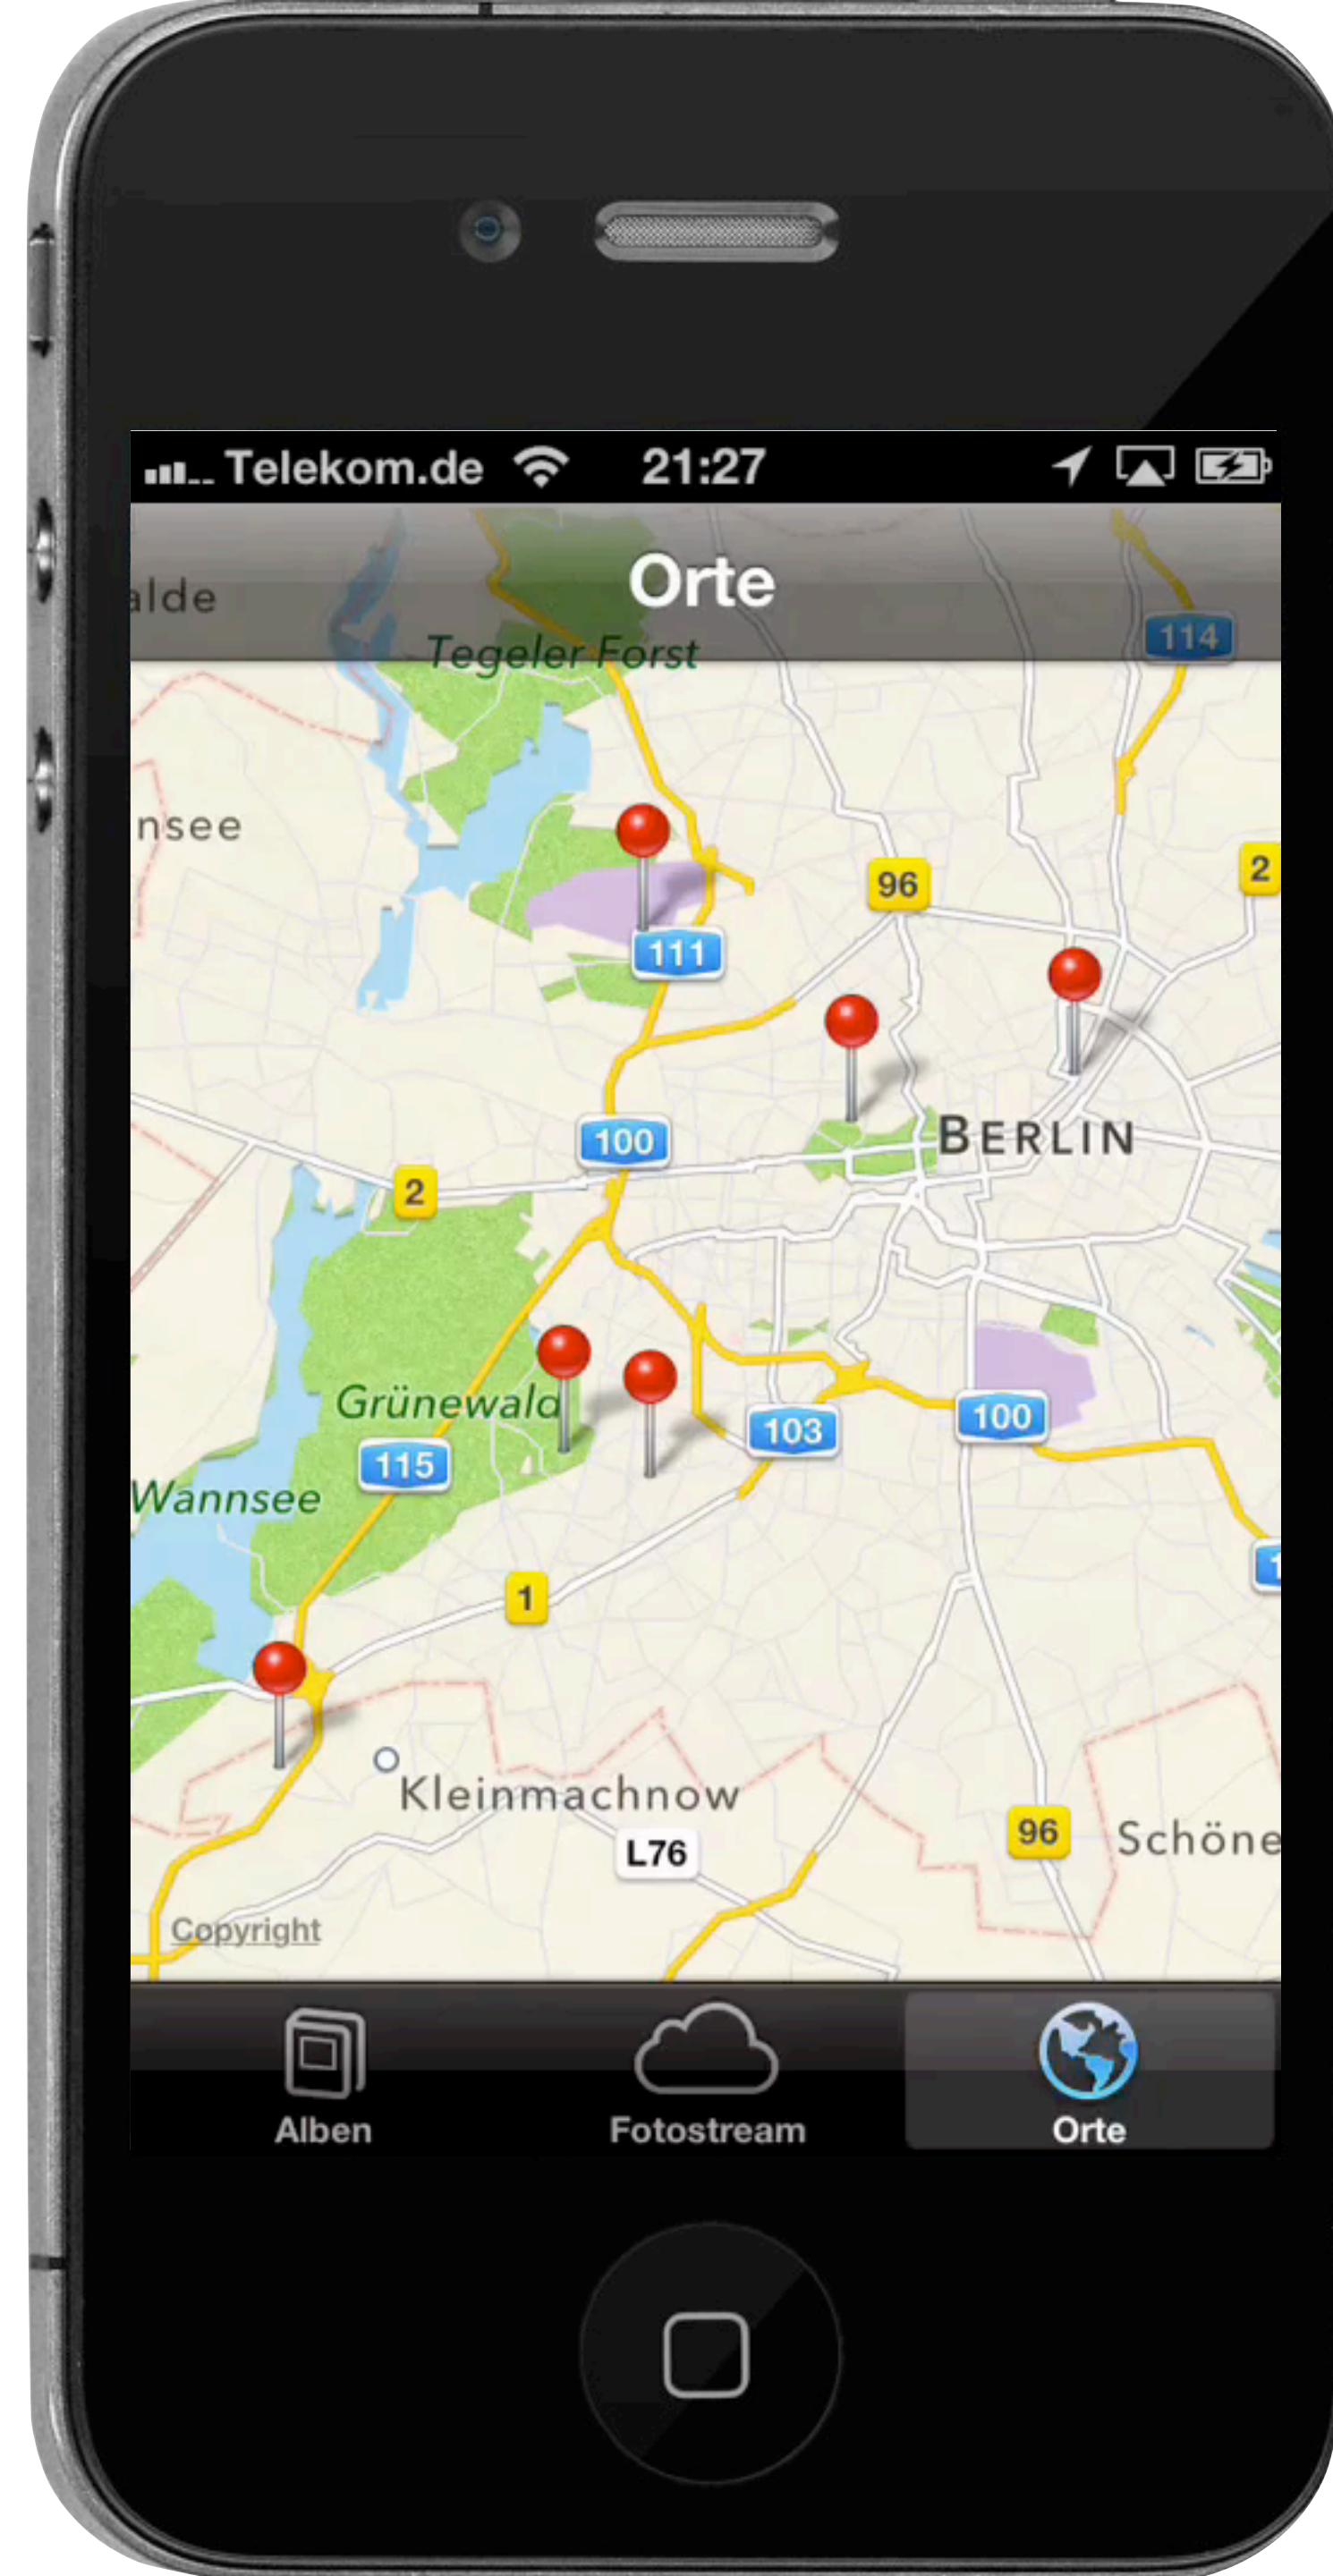 Telekom.de 21:27
Orte
alde
114
Tegeler Forst
nsee
96
2
111
BERLIN
100
2
Grünewald
100
103
115
Wannsee
1
1
Kleinmachnow
96
Schöne
L76
Copyright
Alben Fotostream Orte